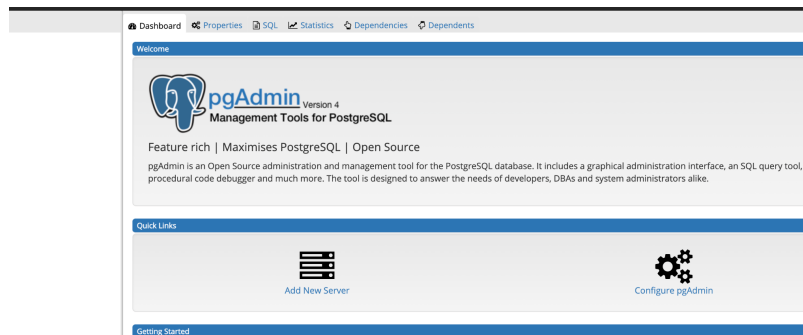 Dashboard Properties SQL Statistics Dependencies Dependents
Welcome
pgAdmin Version 4
Management Tools for PostgreSQL
Feature rich | Maximises PostgreSQL | Open Source
pgAdmin is an Open Source administration and management tool for the PostgreSQL database. It includes a graphical administration interface, an SQL query tool,
procedural code debugger and much more. The tool is designed to answer the needs of developers, DBAs and system administrators alike.
Quick Links
Add New Server Configure pgAdmin
Getting Started